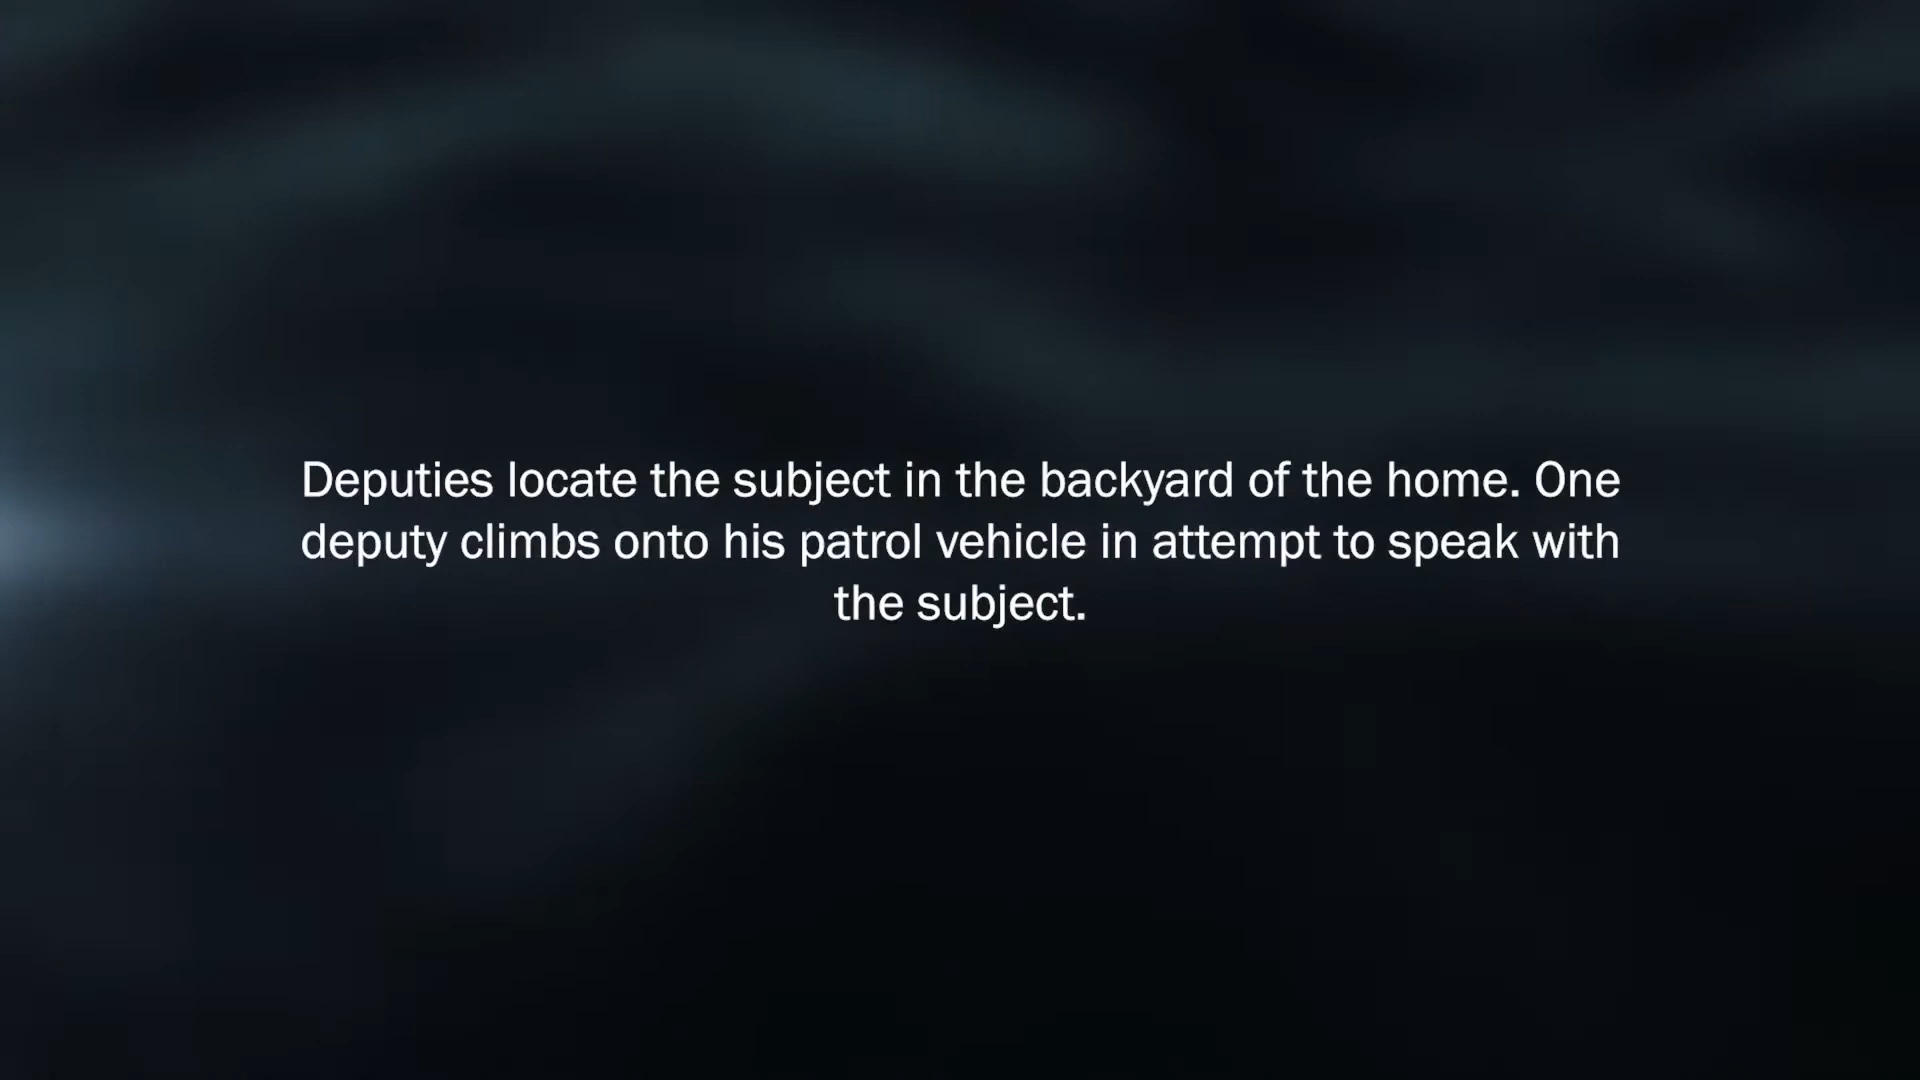 Deputies locate the subject in the backyard of the home. One
deputy climbs onto his patrol vehicle in attempt to speak with
the subject.